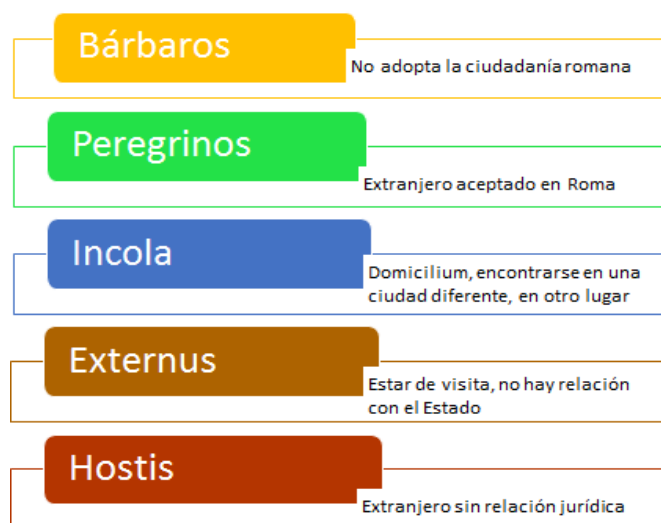 Bárbaros
No adopta la ciudadanía romana
Peregrinos
Extranjero aceptado en Roma
Incola
Domicilium, encontrarse en una
ciudad diferente, en otro lugar
Externus
Estar de visita, no hay relación
con el Estado
Hostis
Extranjero sin relación jurídica